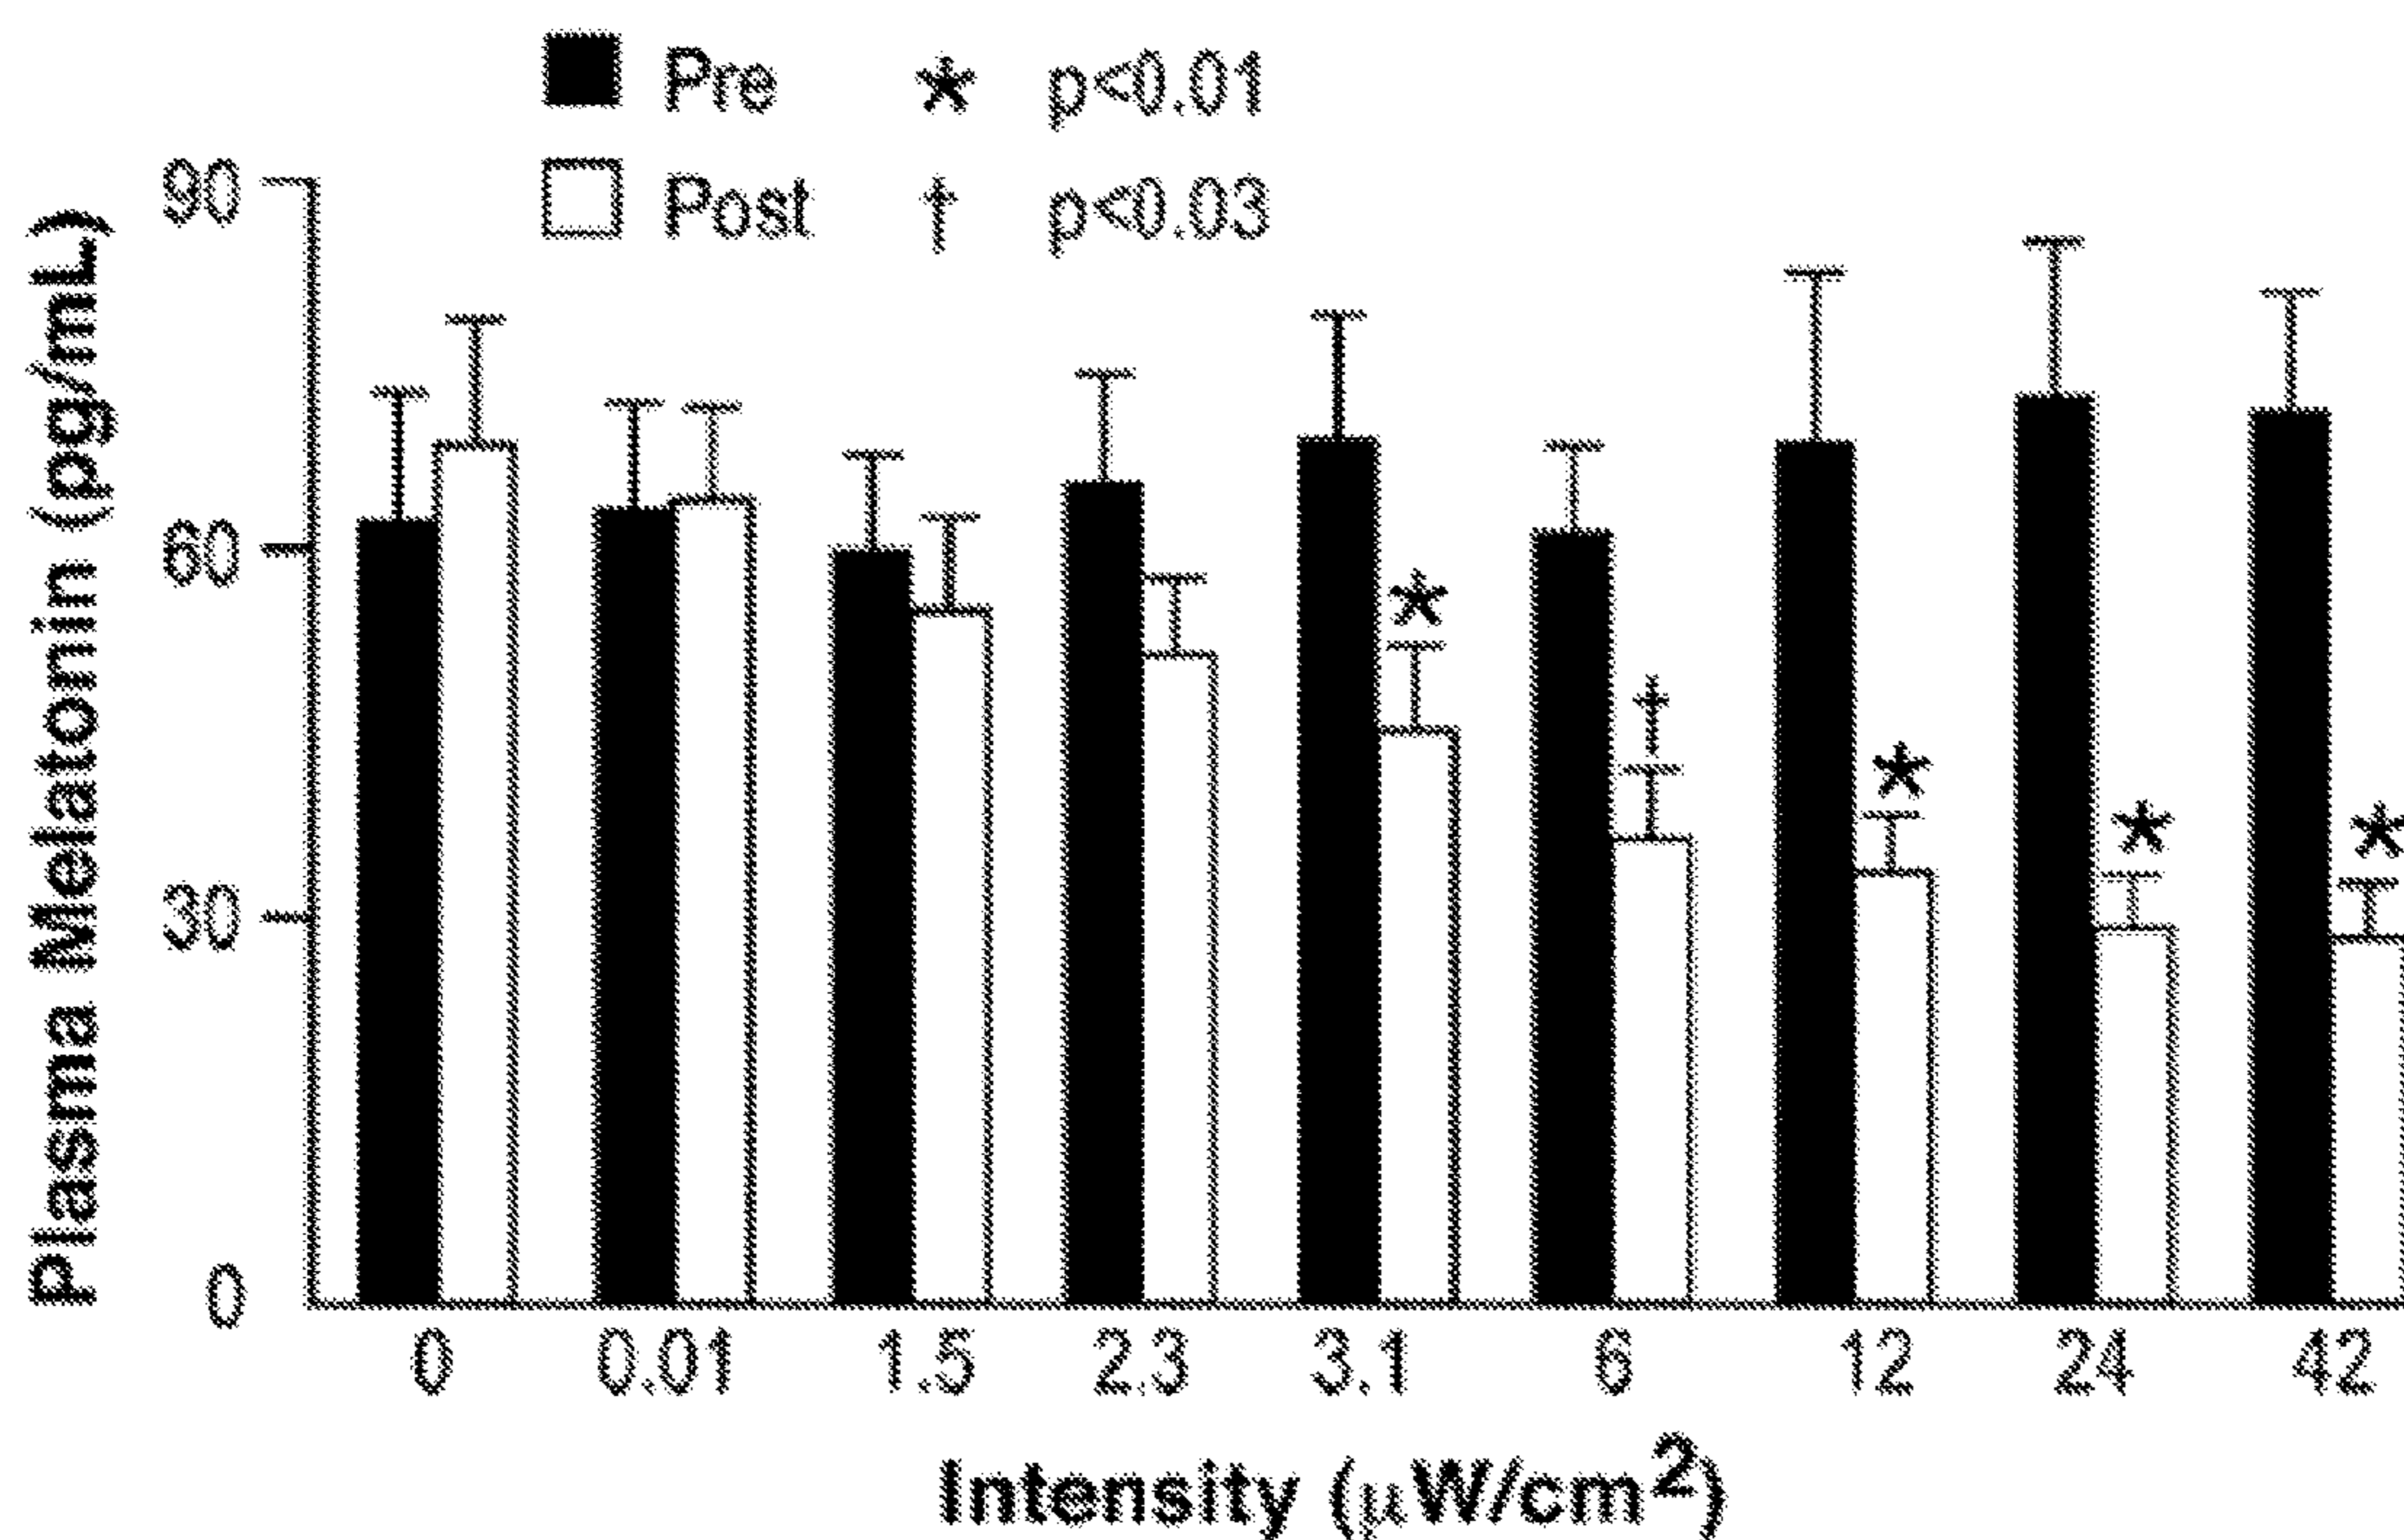 Pre * p<0.01
Post † p<0.03
Plasma Melatonin (pg/mL)
90
60
30
0
*
†
*
*
*
0 0.01 1.5 2.3 3.1 6 12 24 42
Intensity (μW/cm²)